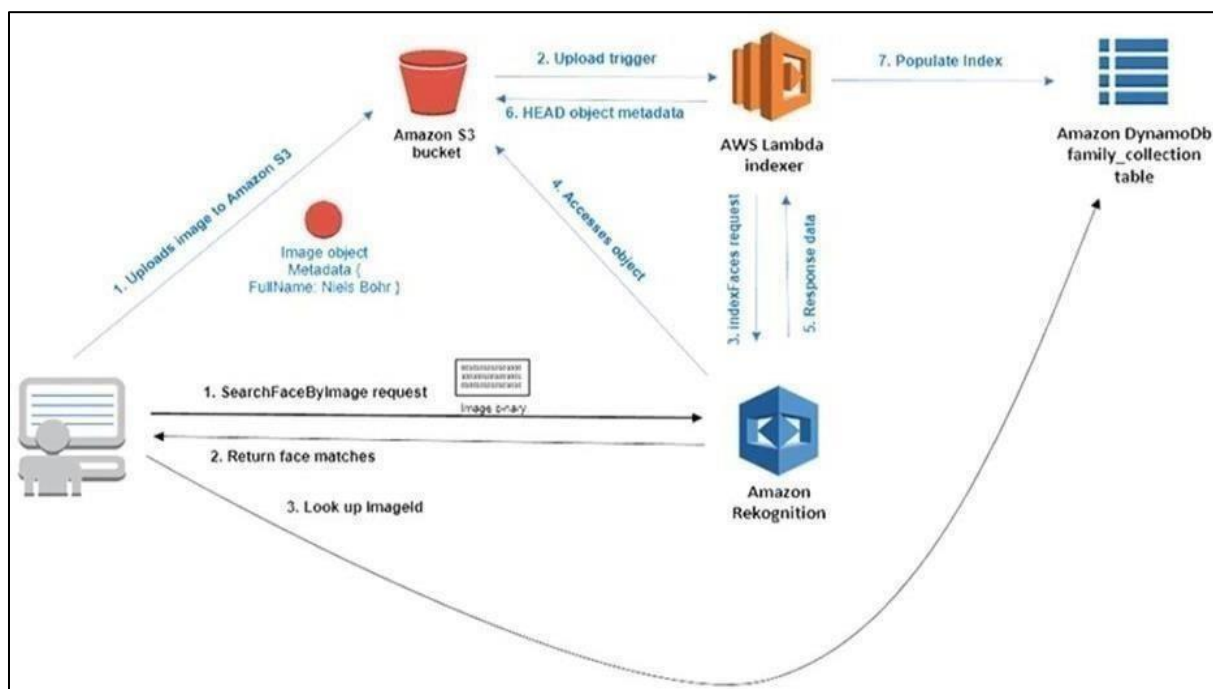 2. Upload trigger
7. Populate Index
6. HEAD object metadata
Amazon S3
bucket
AWS Lambda
indexer
Amazon DynamoDb
family_collection
table
1. Uploads image to Amazon S3
4. Accesses object
Image object
Metadata {
FullName: Niels Bohr }
3. IndexFaces request
5. Response data
1. SearchFaceByImage request
Image binary
2. Return face matches
3. Look up ImageId
Amazon
Rekognition